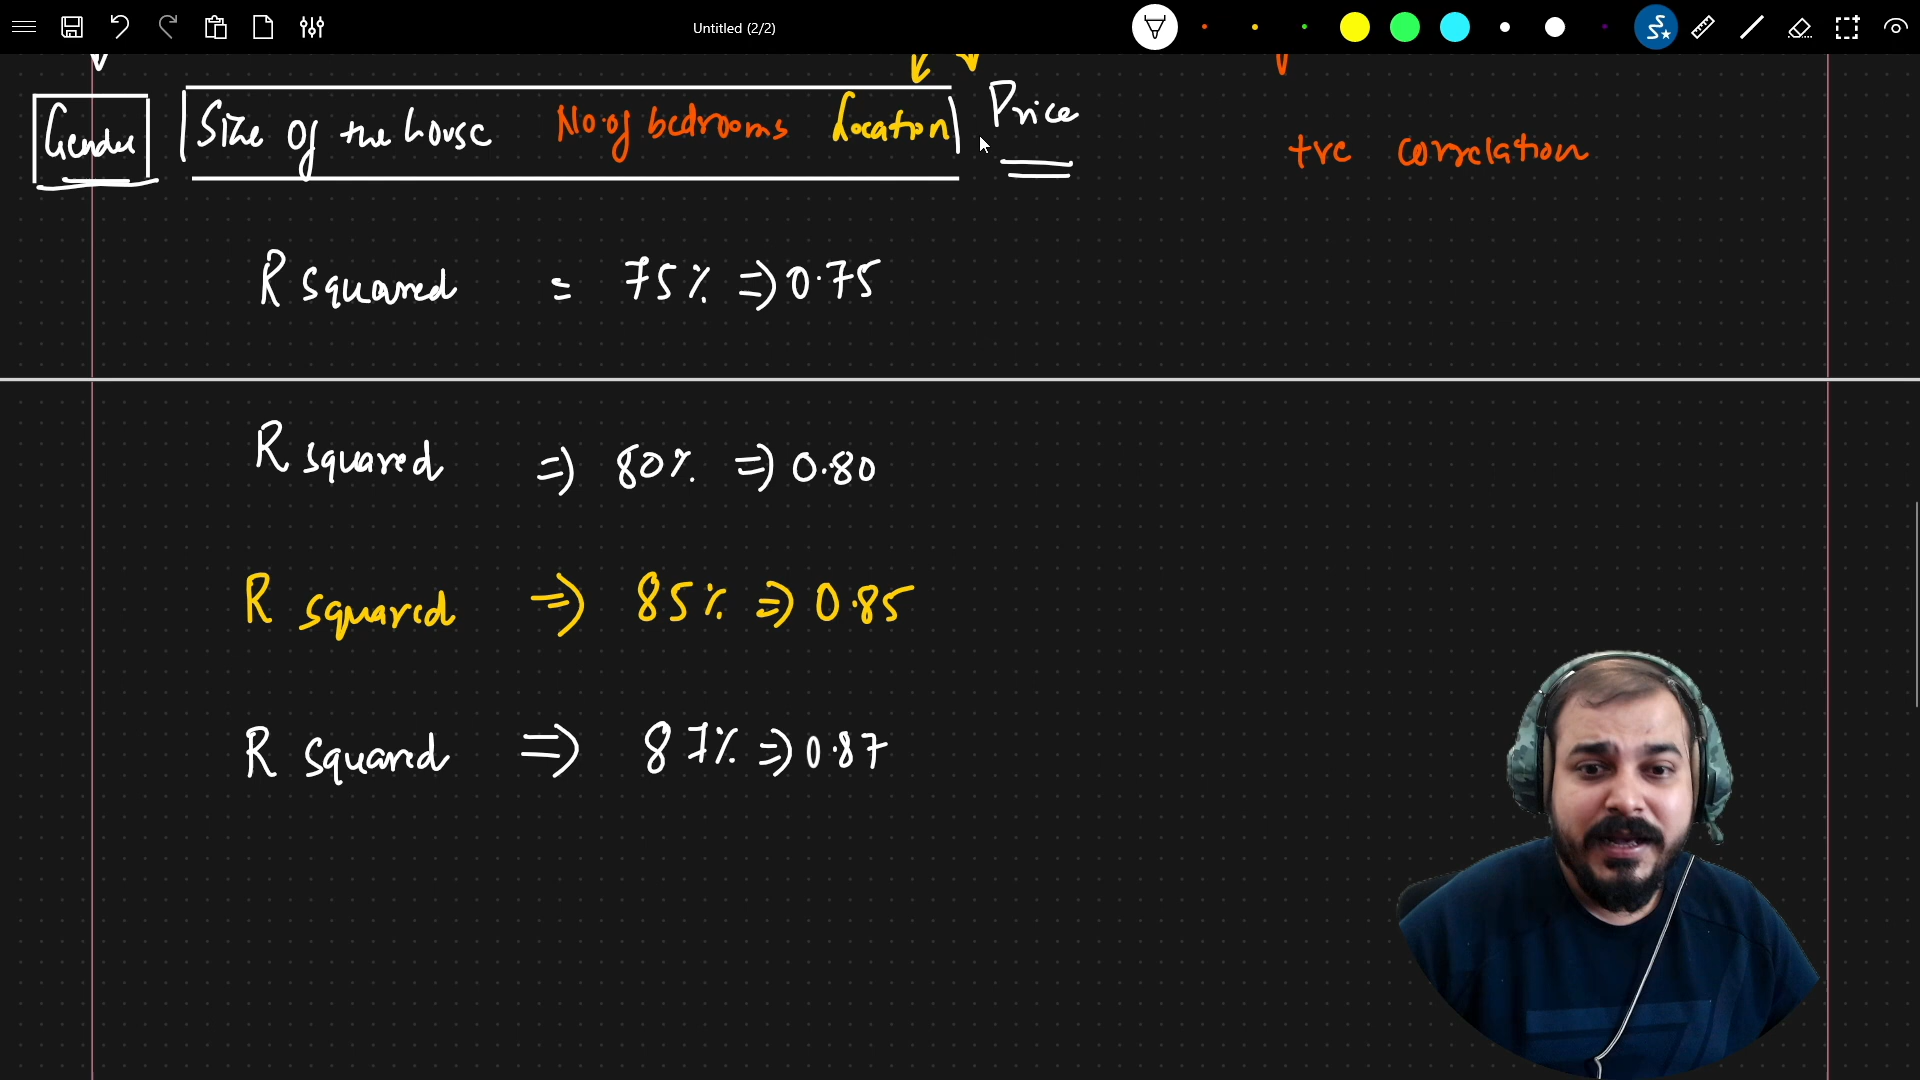 Untitled (2/2)
Gender Size of the house No. of bedrooms Location Price
+ve correlation
R squared = 75% => 0.75
R squared => 80% => 0.80
R squared => 85% => 0.85
R squared => 87% => 0.87